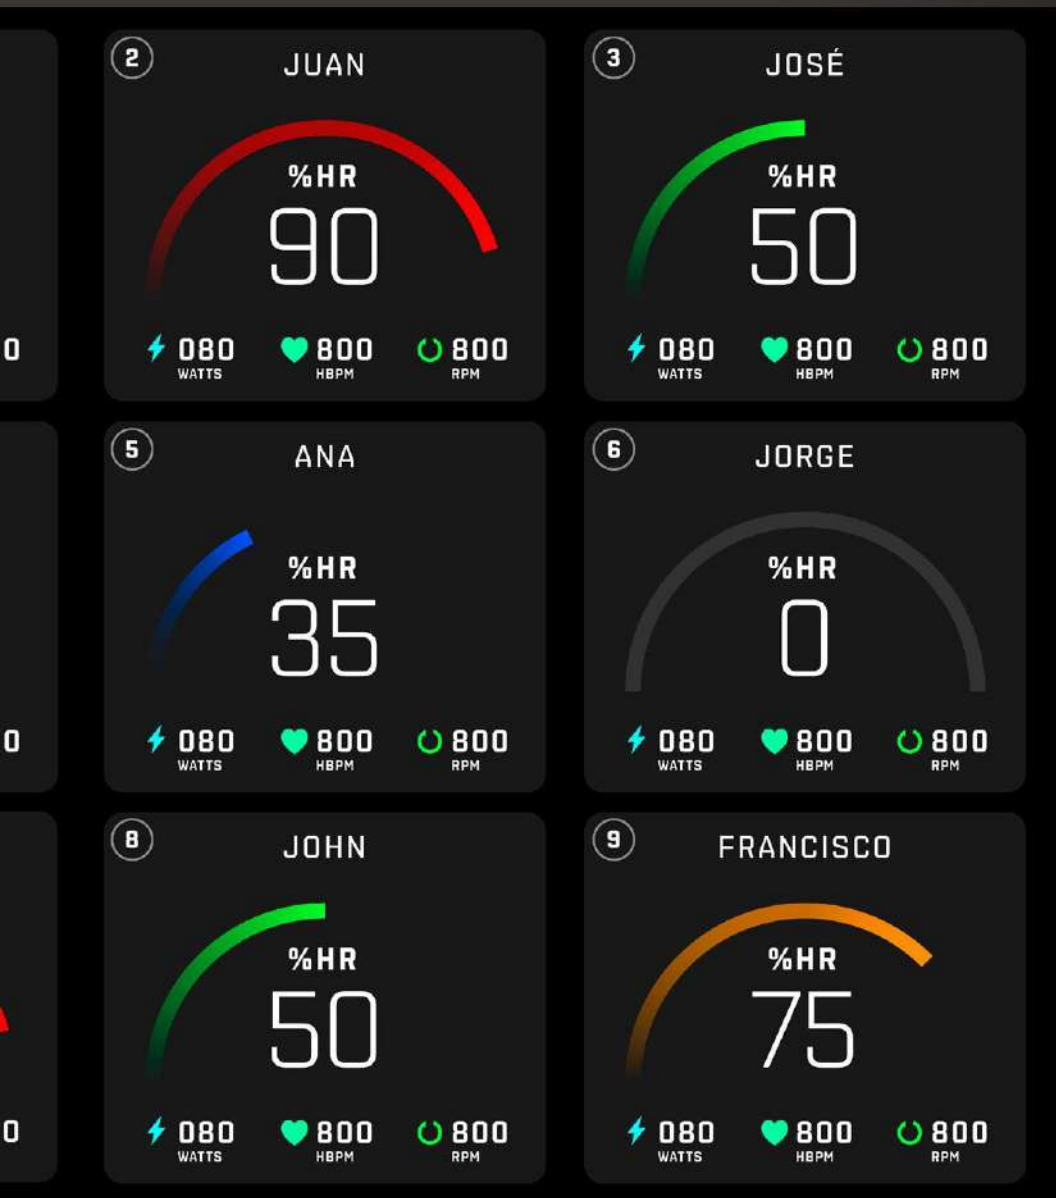 2
JUAN
%HR
90
080 800 800
WATTS HBPM RPM
3
JOSÉ
%HR
50
080 800 800
WATTS HBPM RPM
0
5
ANA
%HR
35
080 800 800
WATTS HBPM RPM
6
JORGE
%HR
0
080 800 800
WATTS HBPM RPM
0
8
JOHN
%HR
50
080 800 800
WATTS HBPM RPM
9
FRANCISCO
%HR
75
080 800 800
WATTS HBPM RPM
0